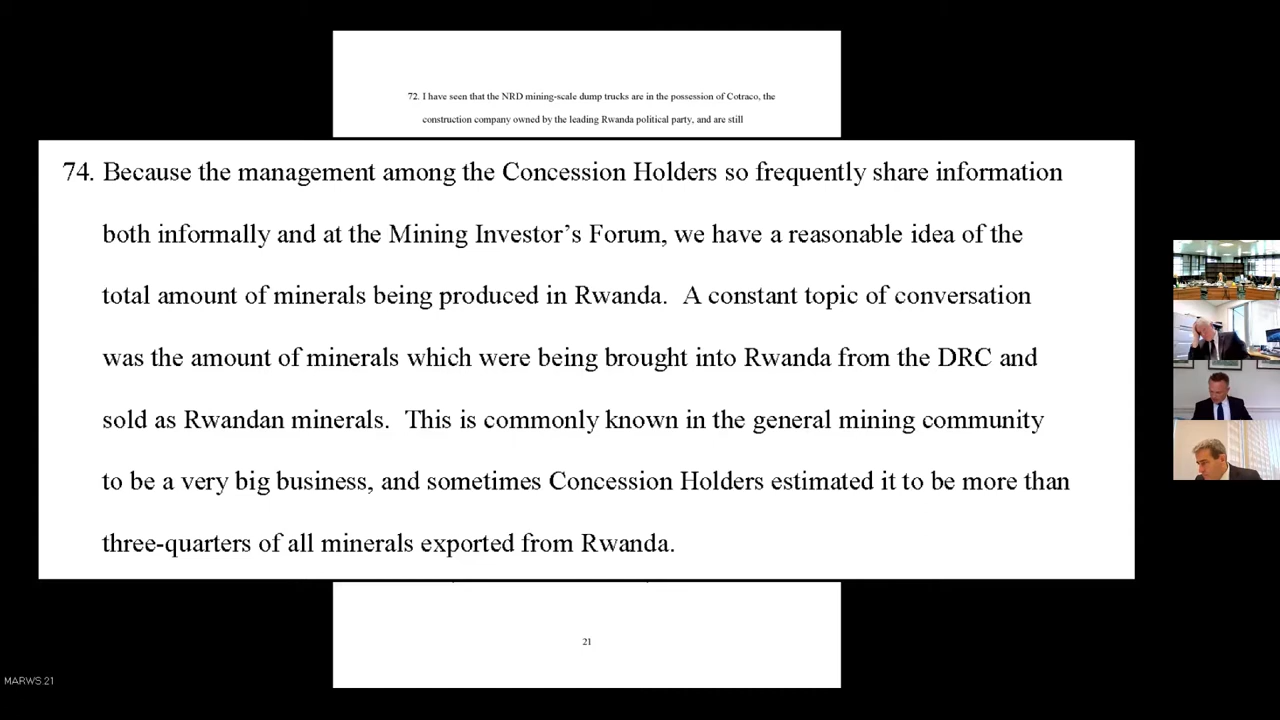 72. I have seen that the NRD mining-scale dump trucks are in the possession of Cotraco, the
construction company owned by the leading Rwanda political party, and are still
74. Because the management among the Concession Holders so frequently share information
both informally and at the Mining Investor’s Forum, we have a reasonable idea of the
total amount of minerals being produced in Rwanda. A constant topic of conversation
was the amount of minerals which were being brought into Rwanda from the DRC and
sold as Rwandan minerals. This is commonly known in the general mining community
to be a very big business, and sometimes Concession Holders estimated it to be more than
three-quarters of all minerals exported from Rwanda.
21
MARWS.21